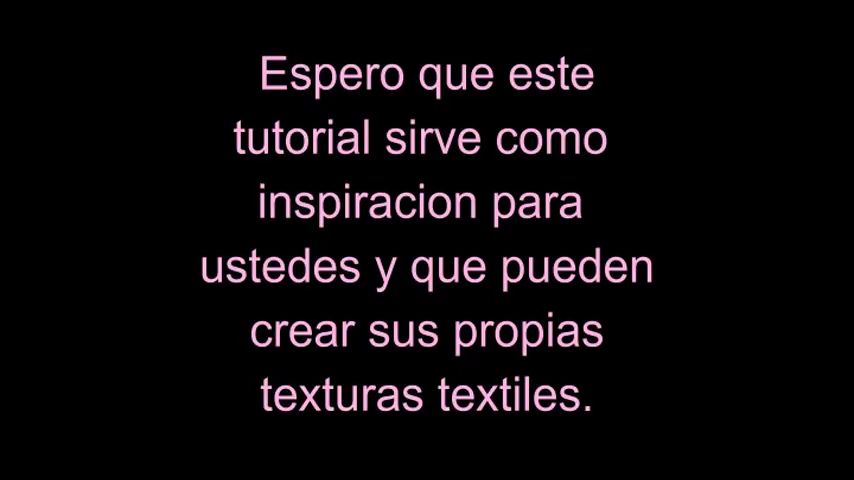 Espero que este
tutorial sirve como
inspiracion para
ustedes y que pueden
crear sus propias
texturas textiles.